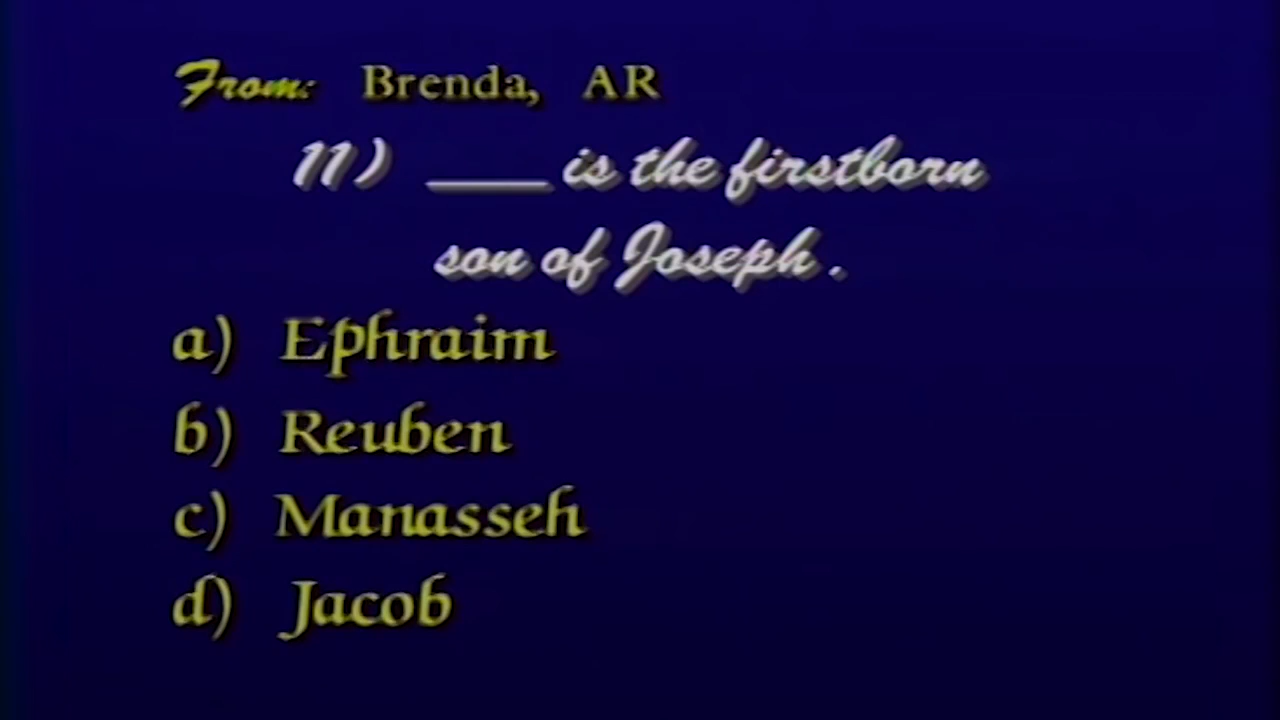 From: Brenda, AR
11) ____ is the firstborn
son of Joseph.
a) Ephraim
b) Reuben
c) Manasseh
d) Jacob